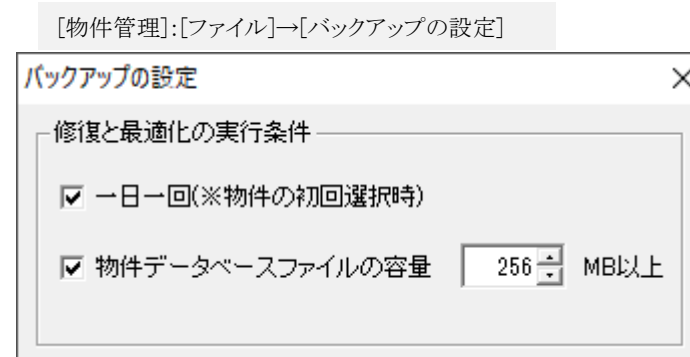 [物件管理]:[ファイル]→[バックアップの設定]
バックアップの設定
修復と最適化の実行条件
一日一回(※物件の初回選択時)
物件データベースファイルの容量 256 MB以上